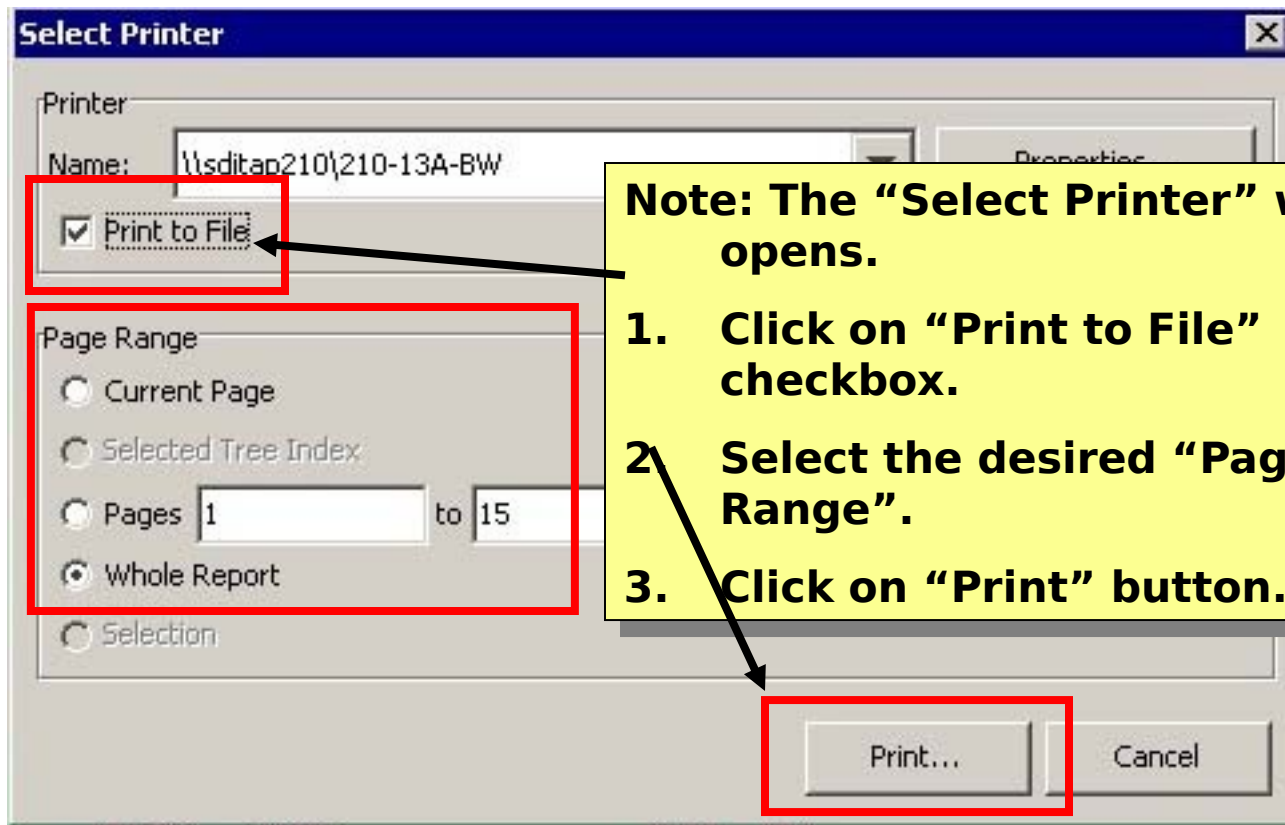 Select Printer
Printer
Name: \\sditap210\210-13A-BW
Print to File
Note: The “Select Printer”
opens.
1. Click on “Print to File”
checkbox.
2. Select the desired “Pag
Range”.
3. Click on “Print” button.
Page Range
Current Page
Selected Tree Index
Pages 1 to 15
Whole Report
Selection
Print... Cancel